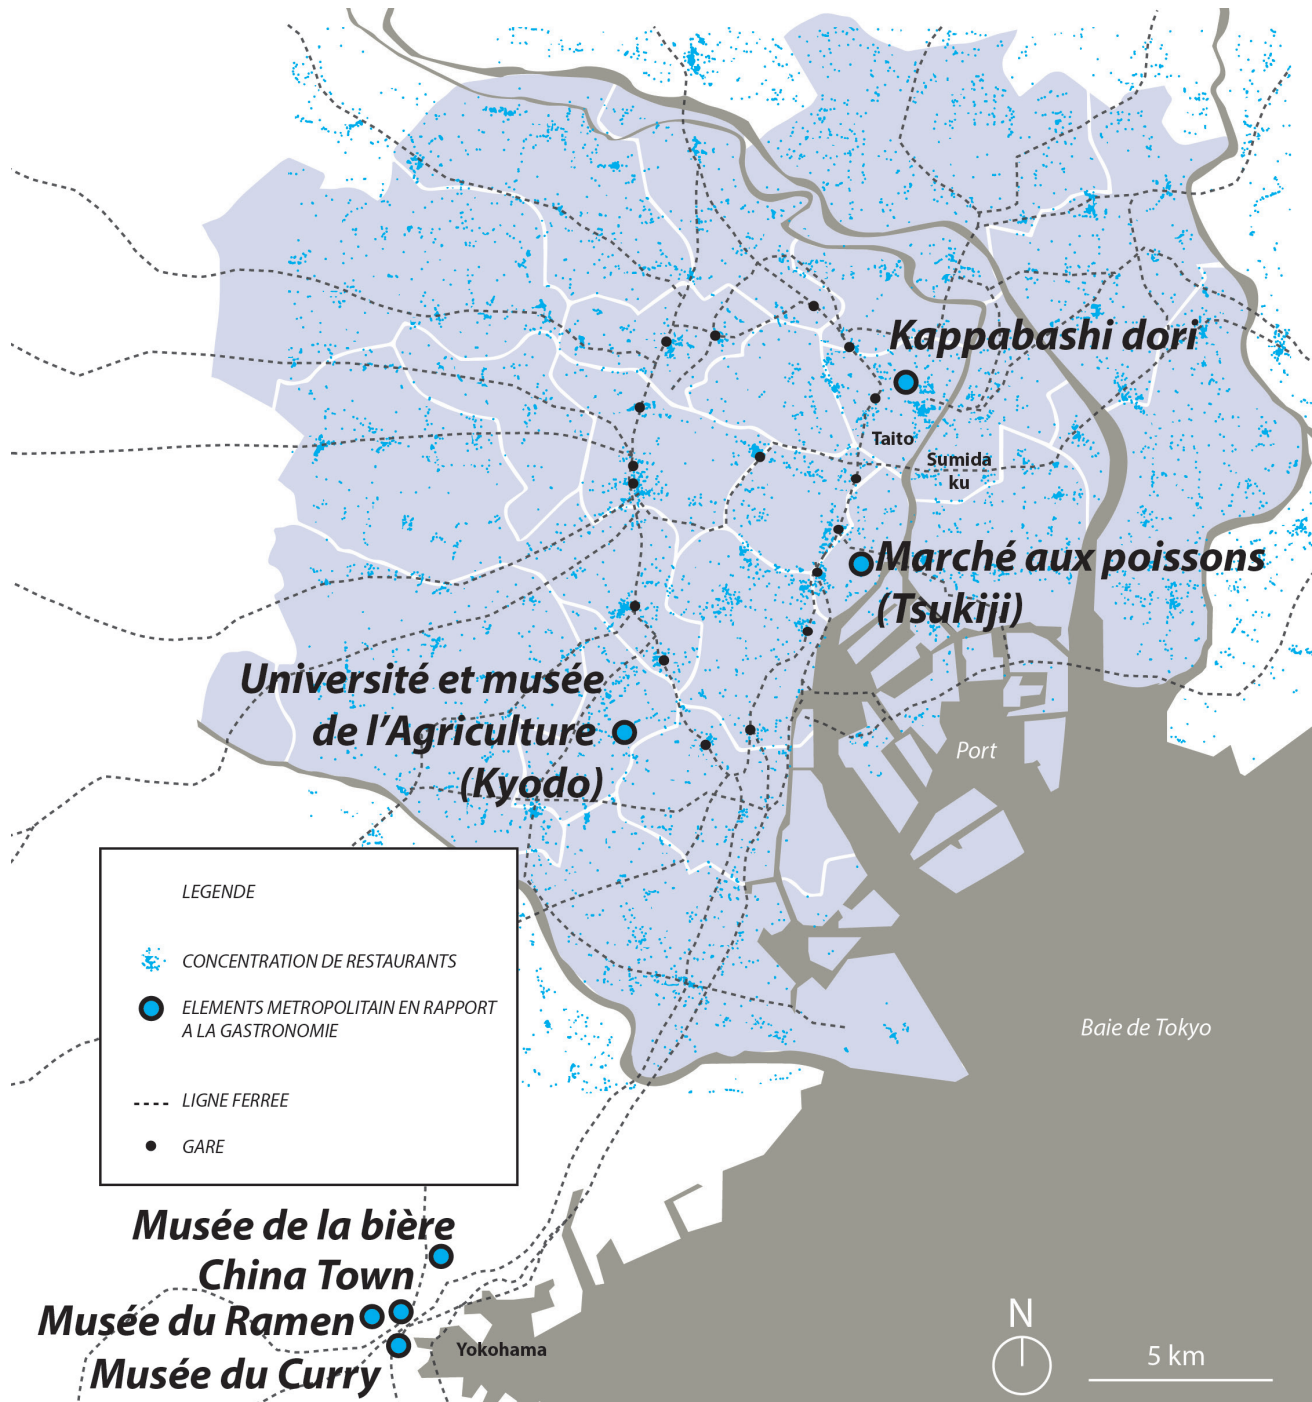 Kappabashi dori
Taito
Sumida
ku
Marché aux poissons
(Tsukiji)
Université et musée
de l’Agriculture
(Kyodo)
Port
LEGENDE
CONCENTRATION DE RESTAURANTS
ELEMENTS METROPOLITAIN EN RAPPORT
A LA GASTRONOMIE
LIGNE FERREE
GARE
Baie de Tokyo
Musée de la bière
China Town
Musée du Ramen
Musée du Curry
Yokohama
N
5 km